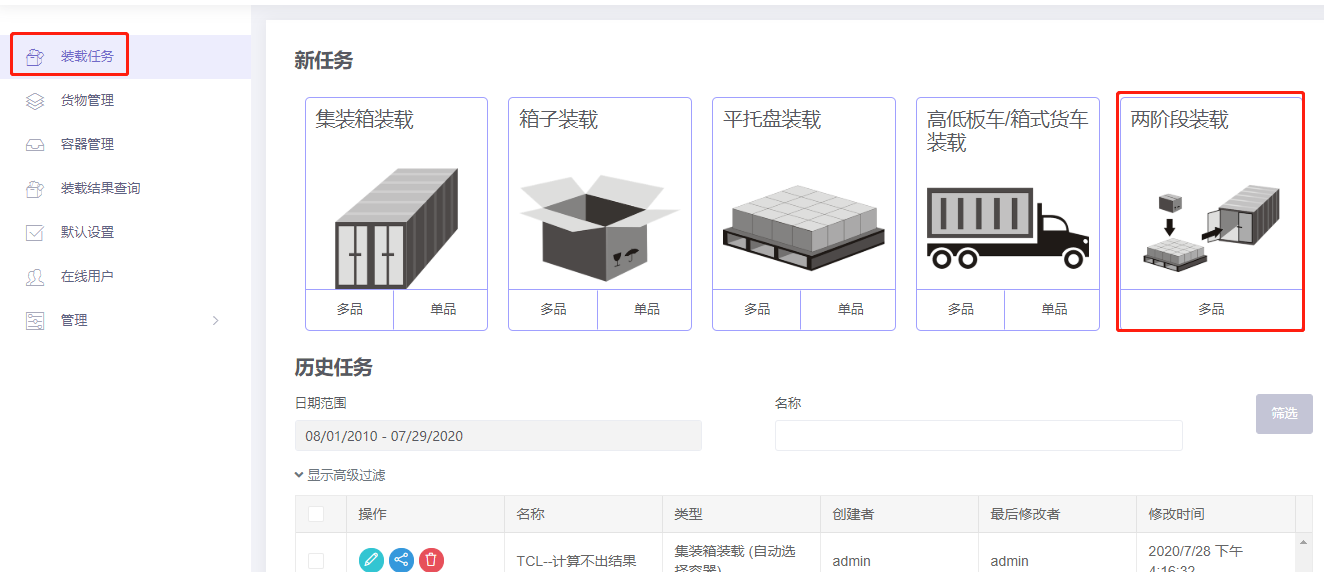 装载任务
货物管理
容器管理
装载结果查询
默认设置
在线用户
管理
新任务
集装箱装载
多品 单品
箱子装载
多品 单品
平托盘装载
多品 单品
高低板车/箱式货车
装载
多品 单品
两阶段装载
多品
历史任务
日期范围
08/01/2010 - 07/29/2020
名称
筛选
显示高级过滤
操作 名称 类型 创建者 最后修改者 修改时间
TCL--计算不出结果 集装箱装载 (自动选 admin admin 2020/7/28 下午
择容器) 4:16:32